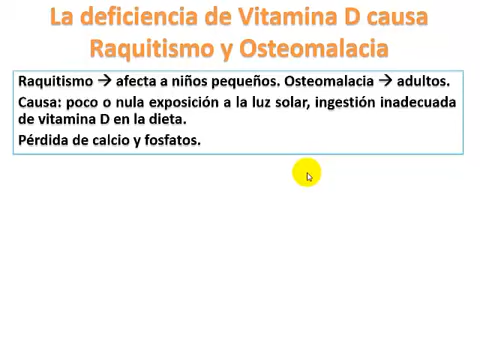 La deficiencia de Vitamina D causa
Raquitismo y Osteomalacia
Raquitismo → afecta a niños pequeños. Osteomalacia → adultos.
Causa: poco o nula exposición a la luz solar, ingestión inadecuada
de vitamina D en la dieta.
Pérdida de calcio y fosfatos.